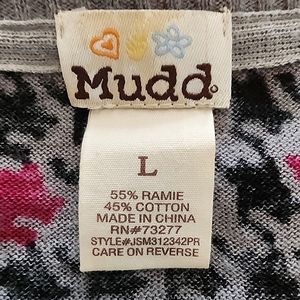 Mudd
L
55% RAMIE
45% COTTON
MADE IN CHINA
RN#73277
STYLE#JSM312342PR
CARE ON REVERSE